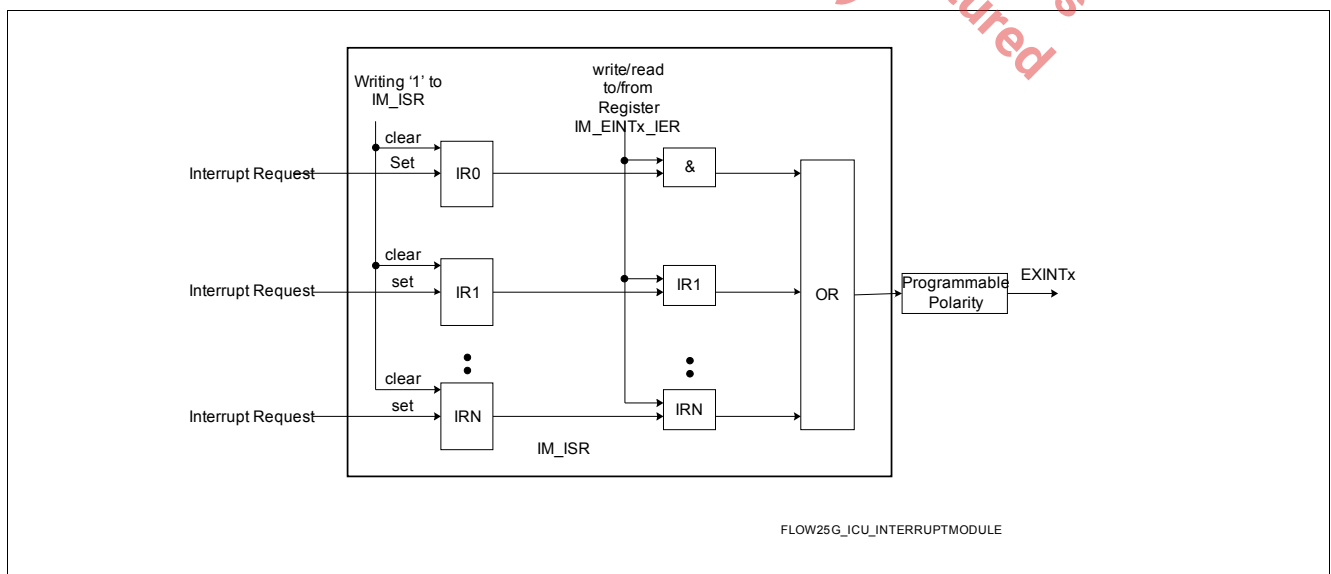 ured
Writing ‘1’ to
IM_ISR
write/read
to/from
Register
IM_EINTx_IER
clear
Set
Interrupt Request
IR0
&
clear
set
Interrupt Request
IR1
IR1
OR
Programmable
Polarity
EXINTx
clear
set
Interrupt Request
IRN
IRN
IM_ISR
FLOW25G_ICU_INTERRUPTMODULE